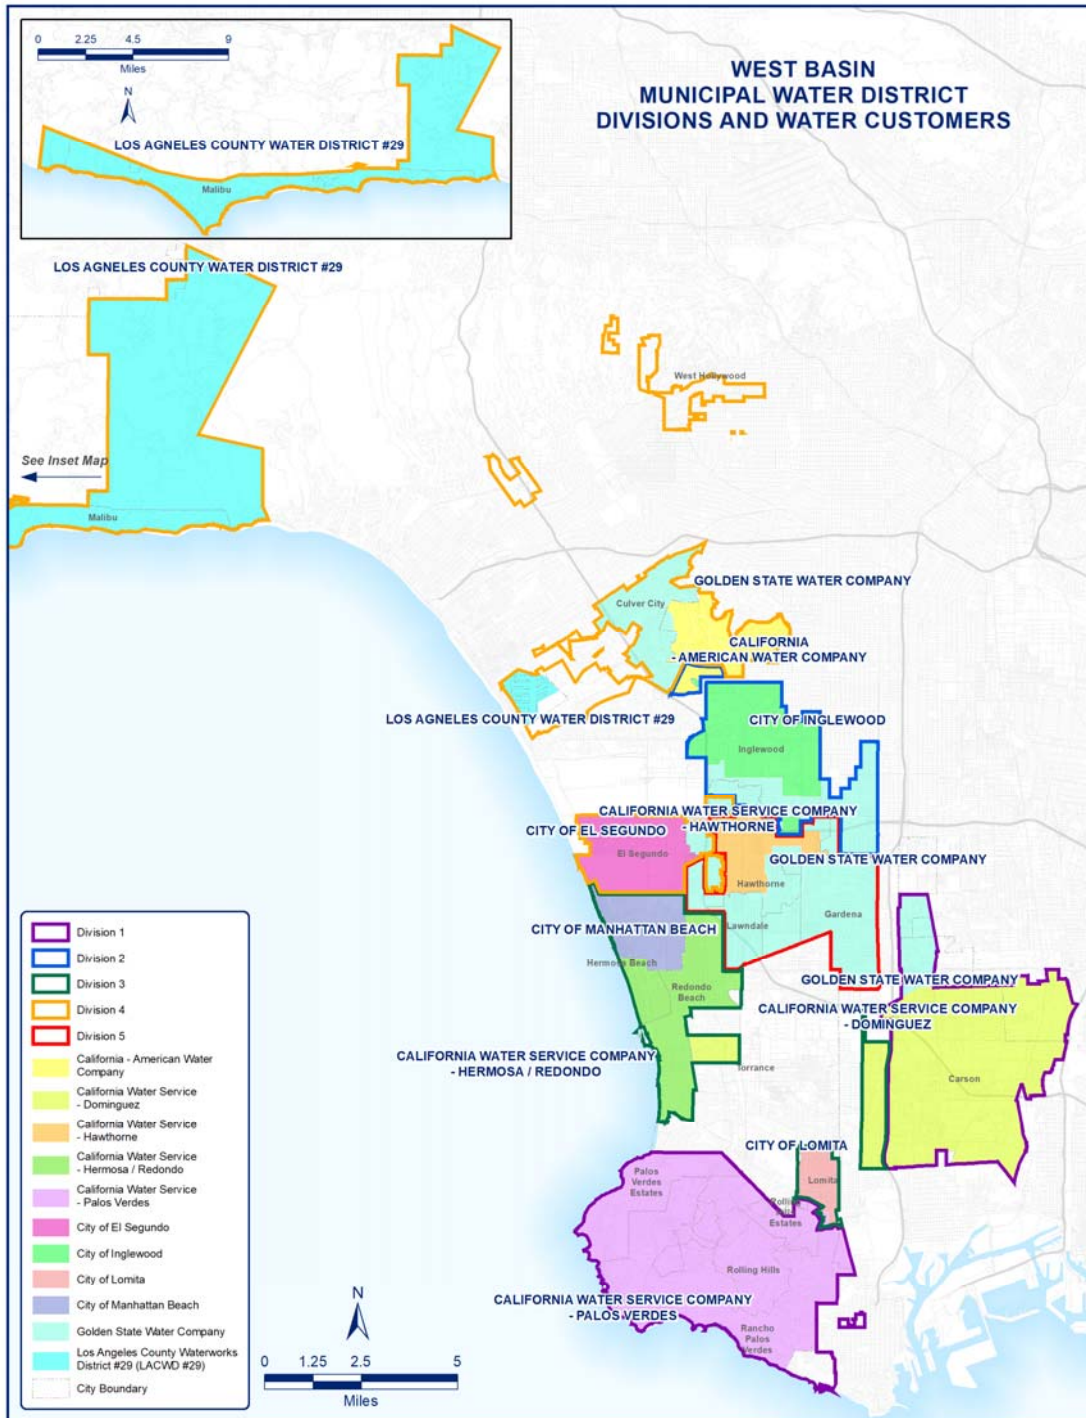 0 2.25 4.5 9
Miles
N
LOS AGNELES COUNTY WATER DISTRICT #29
Malibu
WEST BASIN
MUNICIPAL WATER DISTRICT
DIVISIONS AND WATER CUSTOMERS
LOS AGNELES COUNTY WATER DISTRICT #29
See Inset Map
Malibu
West Hollywood
GOLDEN STATE WATER COMPANY
Culver City
CALIFORNIA
- AMERICAN WATER COMPANY
LOS AGNELES COUNTY WATER DISTRICT #29
CITY OF INGLEWOOD
Inglewood
CALIFORNIA WATER SERVICE COMPANY
- HAWTHORNE
CITY OF EL SEGUNDO
El Segundo
GOLDEN STATE WATER COMPANY
Hawthorne
Gardena
Lawndale
CITY OF MANHATTAN BEACH
Hermosa Beach
Redondo
Beach
GOLDEN STATE WATER COMPANY
CALIFORNIA WATER SERVICE COMPANY
- DOMINGUEZ
CALIFORNIA WATER SERVICE COMPANY
- HERMOSA / REDONDO
Torrance
Carson
CITY OF LOMITA
Lomita
Palos
Verdes
Estates
Rolling
Hills
Estates
Rolling Hills
CALIFORNIA WATER SERVICE COMPANY
- PALOS VERDES
Rancho
Palos
Verdes
Division 1
Division 2
Division 3
Division 4
Division 5
California - American Water
Company
California Water Service
- Dominguez
California Water Service
- Hawthorne
California Water Service
- Hermosa / Redondo
California Water Service
- Palos Verdes
City of El Segundo
City of Inglewood
City of Lomita
City of Manhattan Beach
Golden State Water Company
Los Angeles County Waterworks
District #29 (LACWD #29)
City Boundary
N
0 1.25 2.5 5
Miles